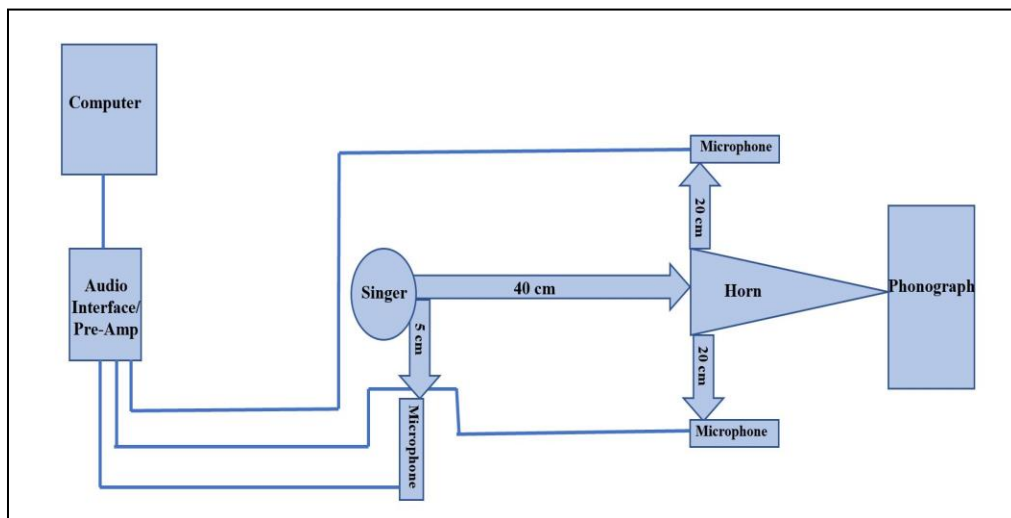 Computer
Microphone
20 cm
Audio
Interface/
Pre-Amp
Singer
40 cm
Horn
Phonograph
5 cm
20 cm
Microphone
Microphone